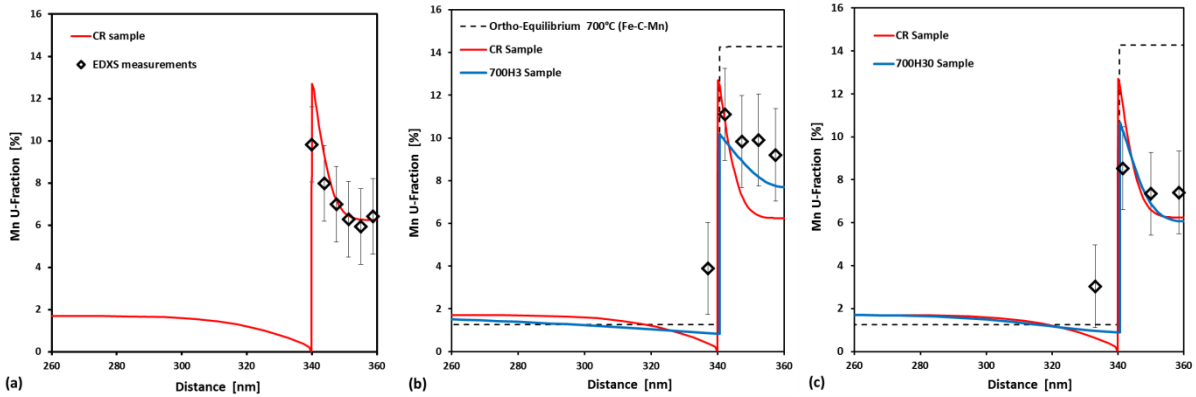 CR sample
EDXS measurements
Mn U-Fraction [%]
14
12
10
8
6
4
2
0
260 280 300 320 340 360
Distance [nm]
(a)
Ortho-Equilibrium 700°C (Fe-C-Mn)
CR Sample
700H3 Sample
Mn U-Fraction [%]
16
14
12
10
8
6
4
2
0
260 280 300 320 340 360
Distance [nm]
(b)
CR Sample
700H30 Sample
Mn U-Fraction [%]
16
14
12
10
8
6
4
2
0
260 280 300 320 340 360
Distance [nm]
(c)